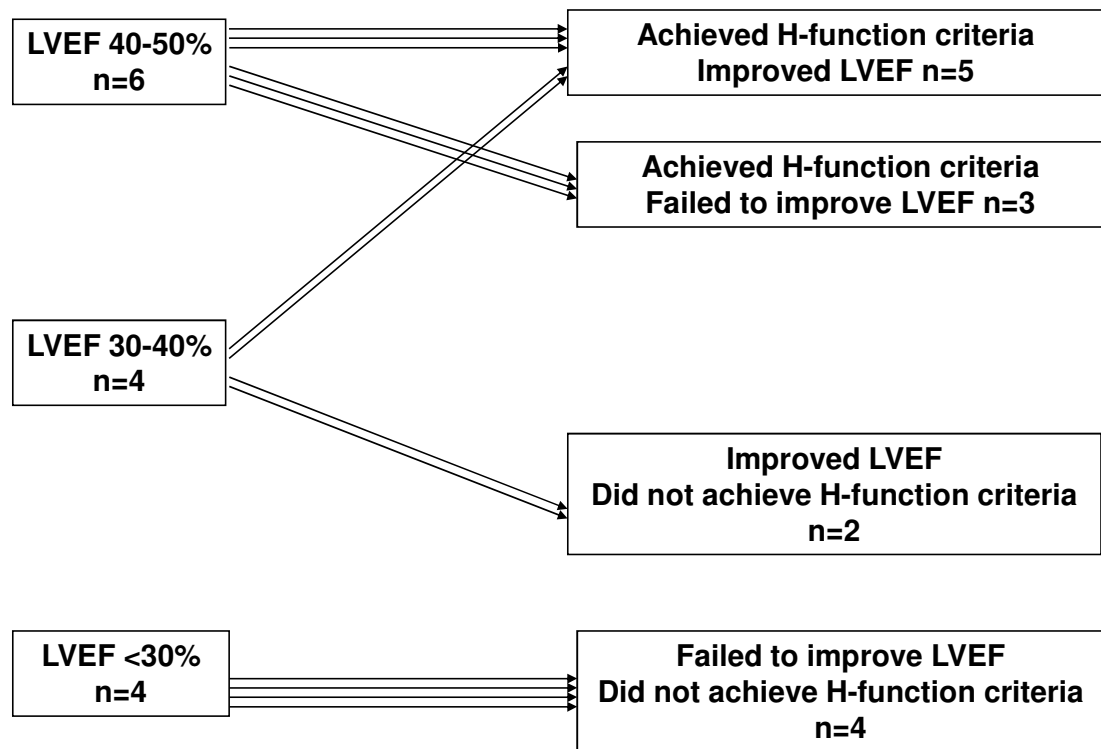 LVEF 40-50%
n=6
Achieved H-function criteria
Improved LVEF n=5
Achieved H-function criteria
Failed to improve LVEF n=3
LVEF 30-40%
n=4
Improved LVEF
Did not achieve H-function criteria
n=2
LVEF <30%
n=4
Failed to improve LVEF
Did not achieve H-function criteria
n=4